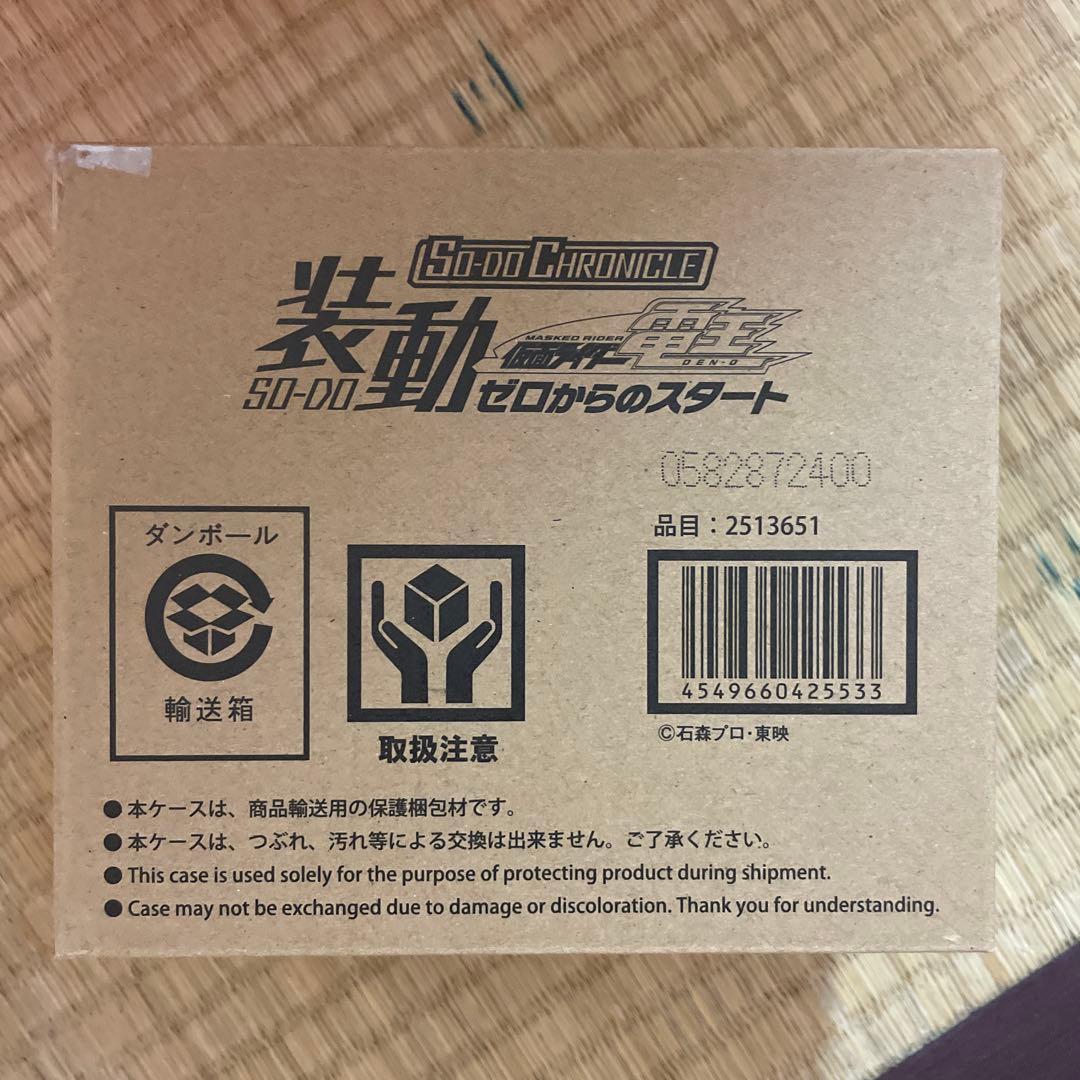 SO-DO CHRONICLE
装動
SO-DO
MASKED RIDER
仮面ライダー電王
DEN-O
ゼロからのスタート
0582872400
品目：2513651
4549660425533
©石森プロ・東映
ダンボール
輸送箱
取扱注意
● 本ケースは、商品輸送用の保護梱包材です。
● 本ケースは、つぶれ、汚れ等による交換は出来ません。ご了承ください。
● This case is used solely for the purpose of protecting product during shipment.
● Case may not be exchanged due to damage or discoloration. Thank you for understanding.